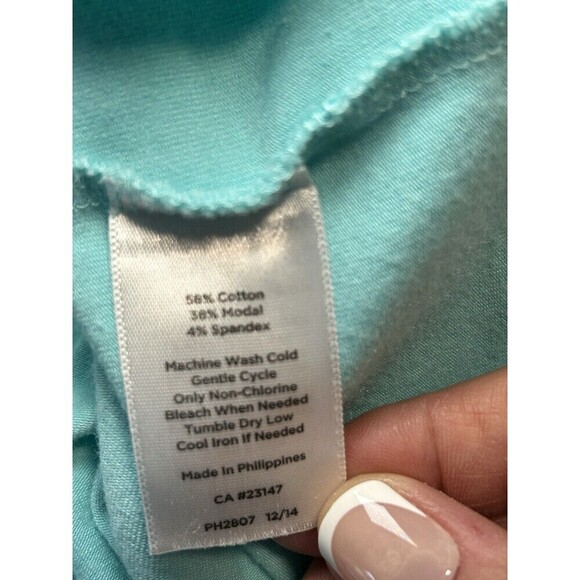 58% Cotton
38% Modal
4% Spandex
Machine Wash Cold
Gentle Cycle
Only Non-Chlorine
Bleach When Needed
Tumble Dry Low
Cool Iron If Needed
Made In Philippines
CA #23147
PH2807 12/14